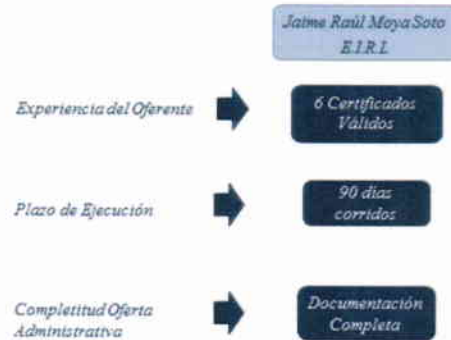 Jaime Raúl Moya Soto
E.I.R.L
Experiencia del Oferente
6 Certificados
Válidos
Plazo de Ejecución
90 días
corridos
Completitud Oferta
Administrativa
Documentación
Completa